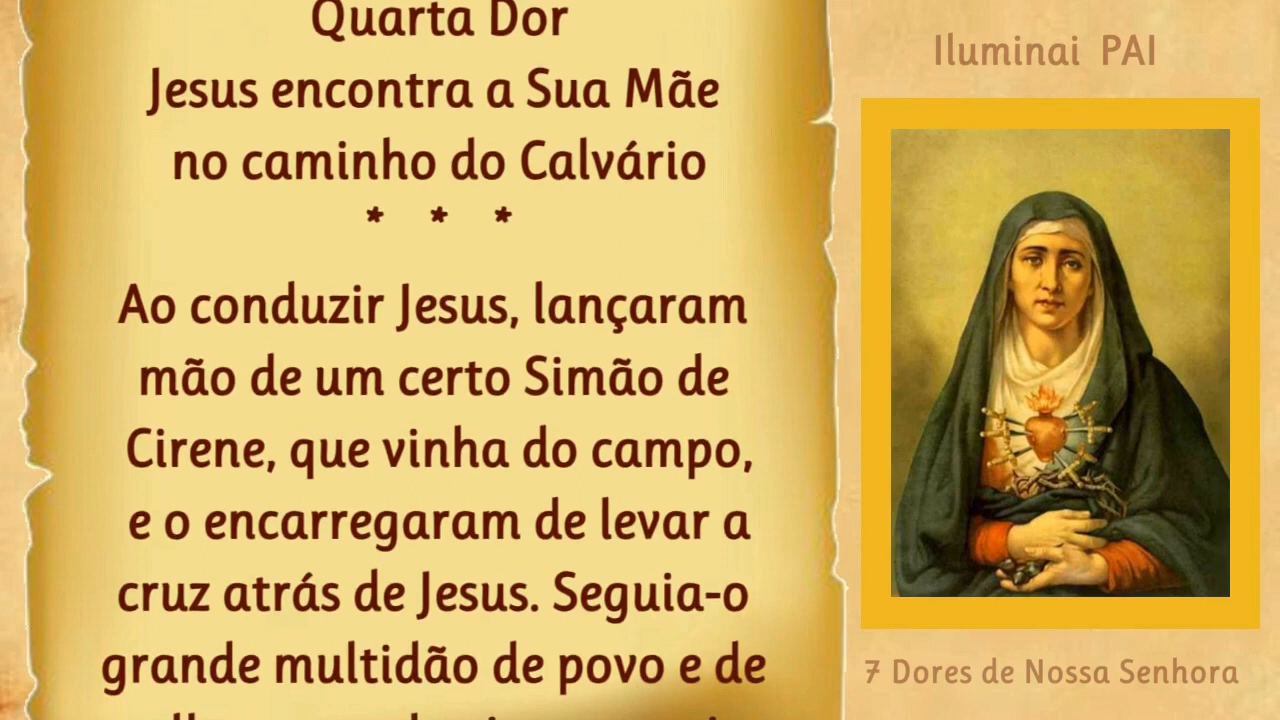 Quarta Dor
Jesus encontra a Sua Mãe
no caminho do Calvário
* * *
Ao conduzir Jesus, lançaram
mão de um certo Simão de
Cirene, que vinha do campo,
e o encarregaram de levar a
cruz atrás de Jesus. Seguia-o
grande multidão de povo e de
Iluminai PAI
7 Dores de Nossa Senhora